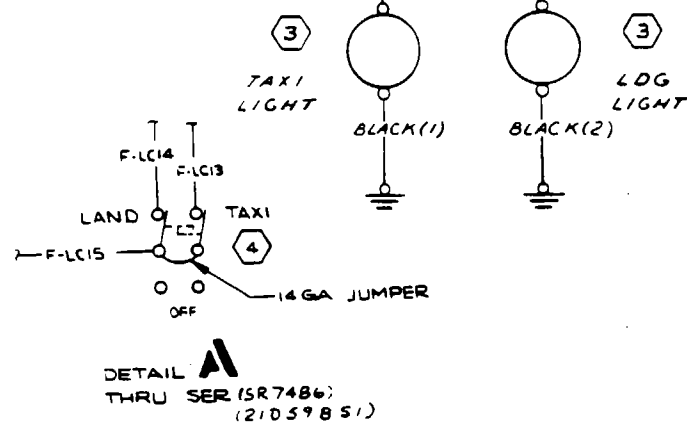 3
3
TAXI
LIGHT
LDG
LIGHT
BLACK(1)
BLACK(2)
F-LC14
F-LC13
LAND
TAXI
4
F-LC15
14 GA JUMPER
OFF
DETAIL A
THRU SER (SR7486)
(21059851)